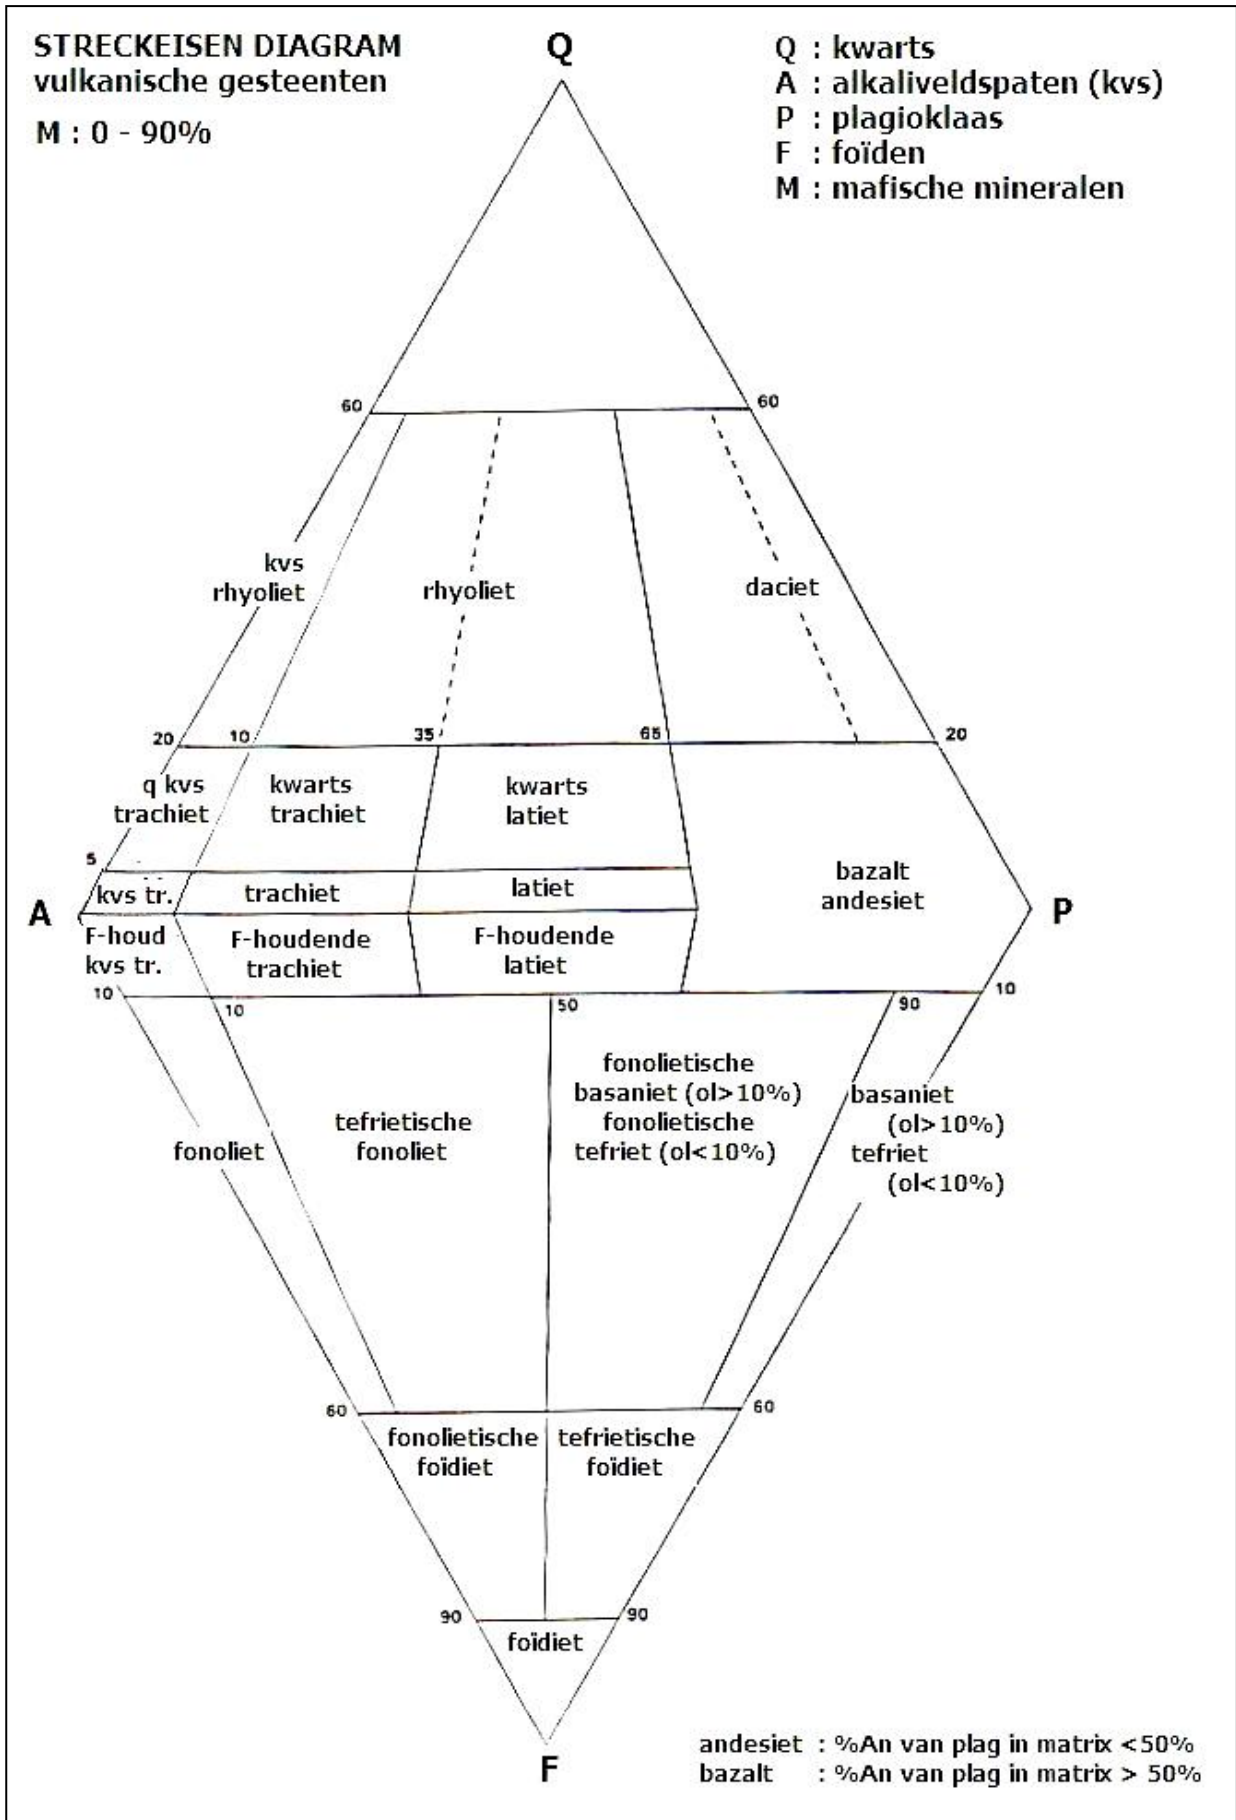 STRECKEISEN DIAGRAM
vulkanische gesteenten
M : 0 - 90%
Q
Q : kwarts
A : alkaliveldspaten (kvs)
P : plagioklaas
F : foïden
M : mafische mineralen
60
60
kvs
rhyoliet
rhyoliet
daciet
20
10
35
65
20
q kvs
trachiet
kwarts
trachiet
kwarts
latiet
5
bazalt
andesiet
kvs tr.
trachiet
latiet
A
P
F-houd
kvs tr.
F-houdende
trachiet
F-houdende
latiet
10
10
50
90
10
fonoliet
tefrietische
fonoliet
fonolietische
basaniet (ol>10%)
fonolietische
tefriet (ol<10%)
basaniet
(ol>10%)
tefriet
(ol<10%)
60
60
fonolietische
foïdiet
tefrietische
foïdiet
90
90
foïdiet
F
andesiet : %An van plag in matrix <50%
bazalt : %An van plag in matrix > 50%